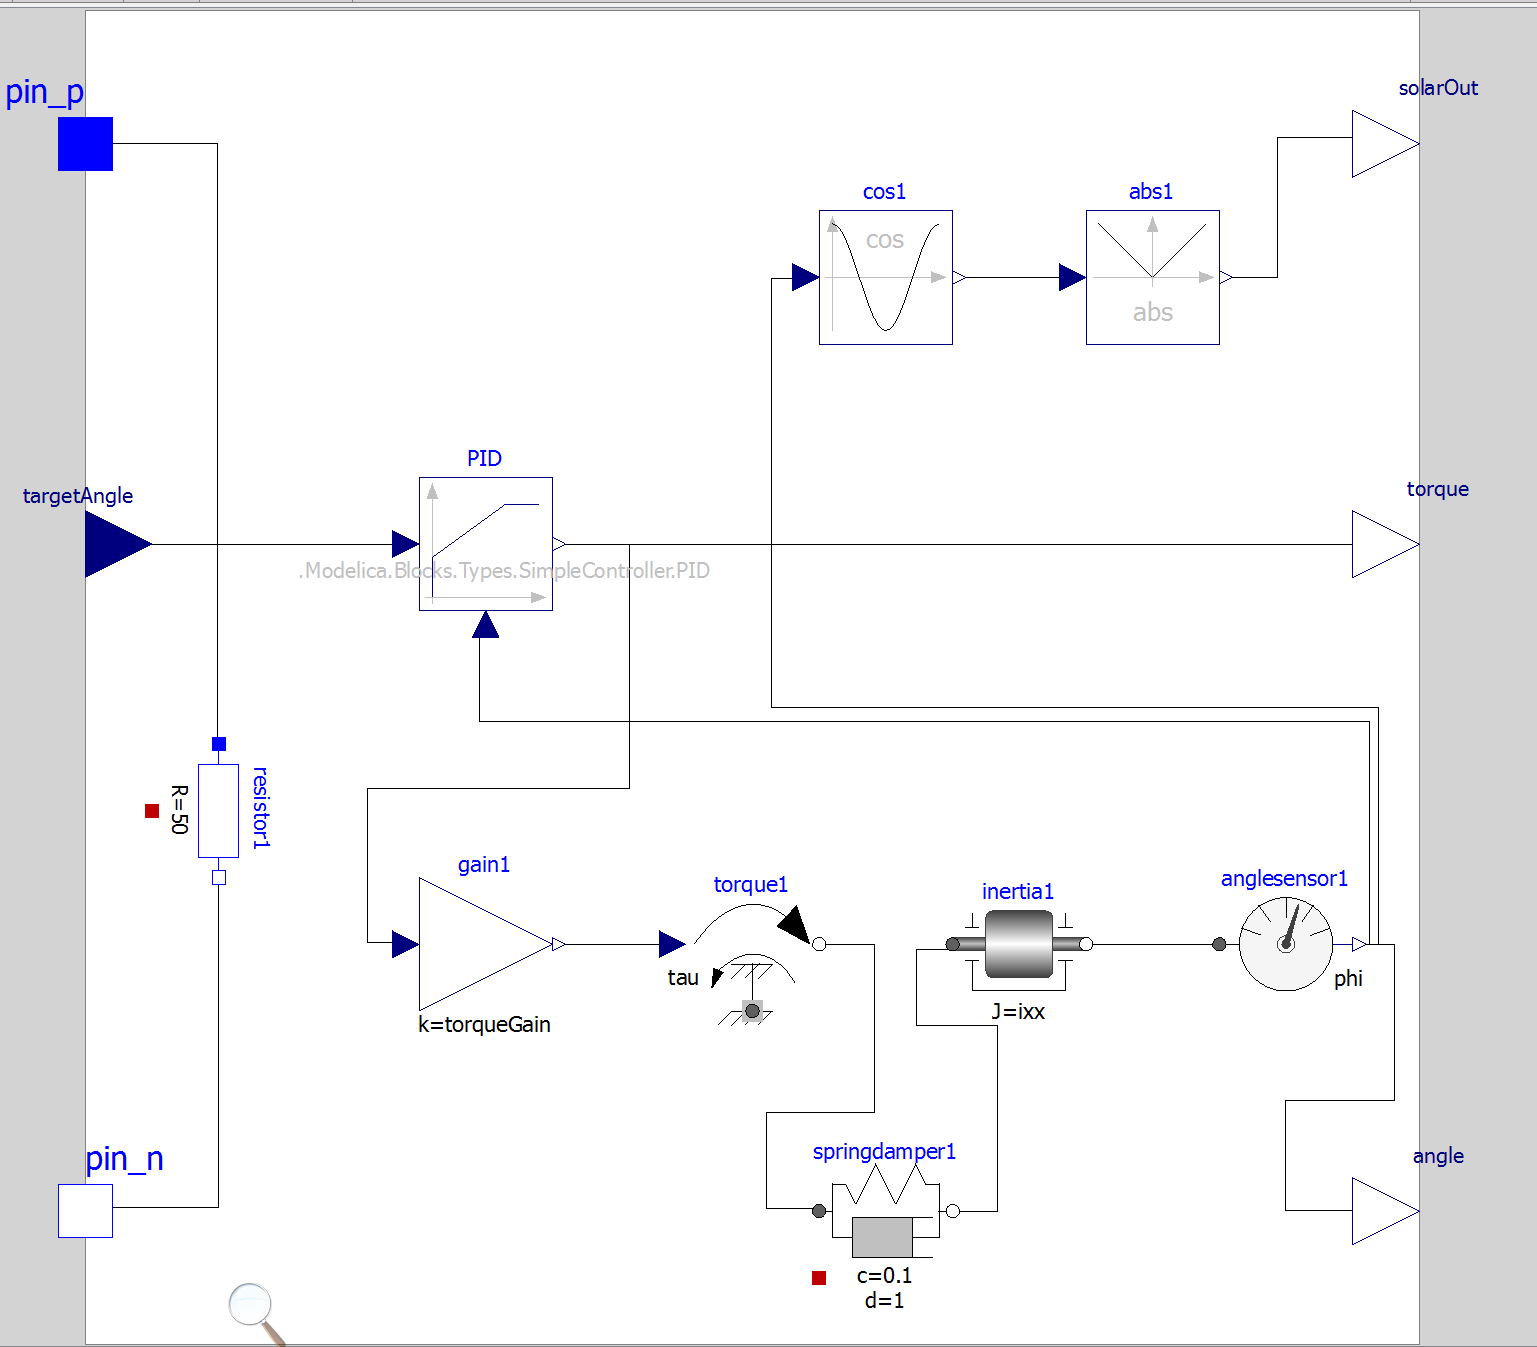 pin_p
solarOut
cos1
abs1
cos
abs
PID
targetAngle
torque
.Modelica.Blocks.Types.SimpleController.PID
resistor1
R=50
gain1
torque1
inertia1
anglesensor1
tau
phi
k=torqueGain
J=ixx
pin_n
springdamper1
angle
c=0.1
d=1